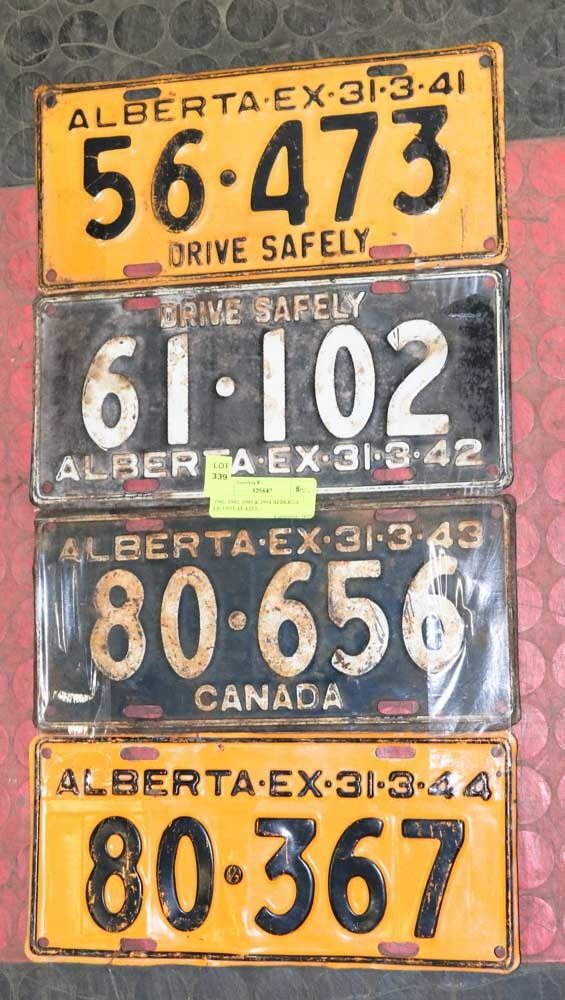 ALBERTA·EX·31·3·41
56·473
DRIVE SAFELY
DRIVE SAFELY
61·102
ALBERTA·EX·31·3·42
LOT
339
325647
ALBERTA·EX·31·3·43
80·656
CANADA
ALBERTA·EX·31·3·44
80·367